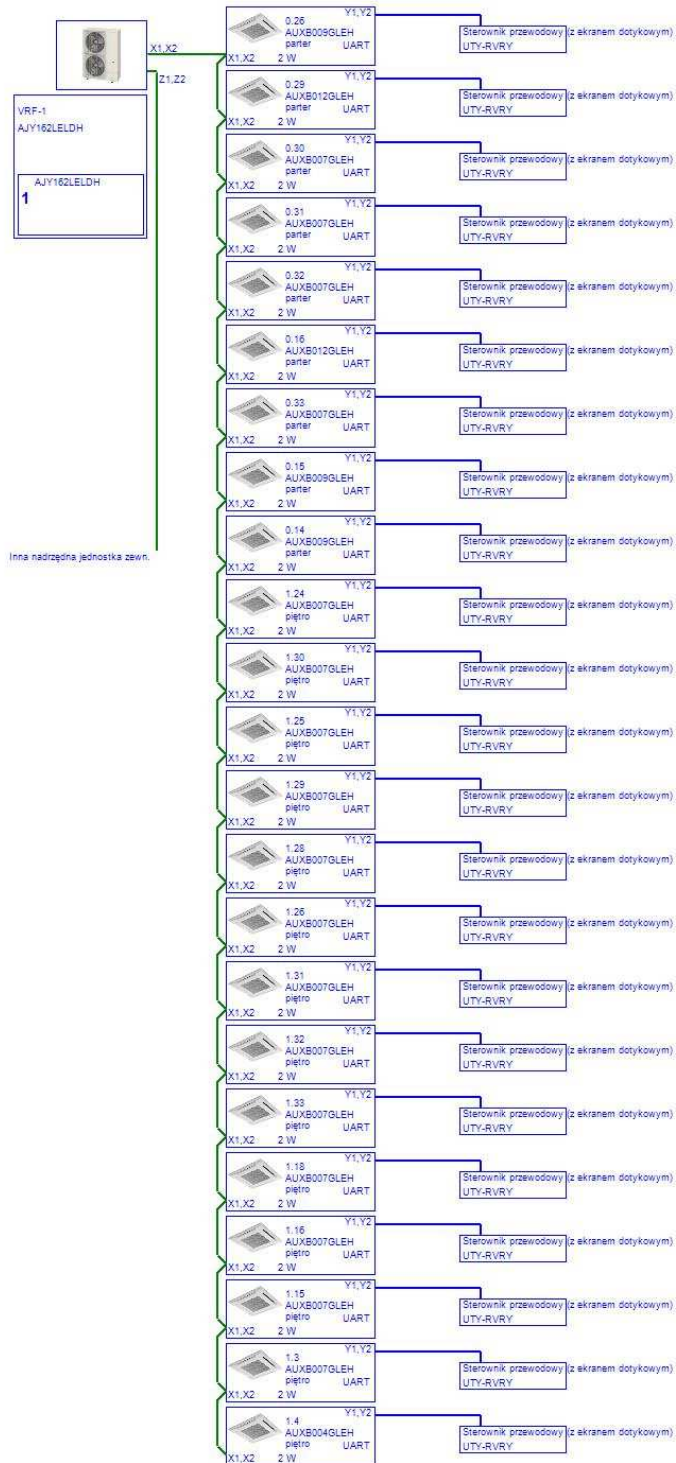 X1,X2
Z1,Z2
VRF-1
AJY162LELDH
AJY162LELDH
1
Inna nadrzędna jednostka zewn.
Y1,Y2
0.26
AUXB009GLEH
parter UART
X1,X2 2 W
Sterownik przewodowy (z ekranem dotykowym)
UTY-RVRY
Y1,Y2
0.29
AUXB012GLEH
parter UART
X1,X2 2 W
Sterownik przewodowy (z ekranem dotykowym)
UTY-RVRY
Y1,Y2
0.30
AUXB007GLEH
parter UART
X1,X2 2 W
Sterownik przewodowy (z ekranem dotykowym)
UTY-RVRY
Y1,Y2
0.31
AUXB007GLEH
parter UART
X1,X2 2 W
Sterownik przewodowy (z ekranem dotykowym)
UTY-RVRY
Y1,Y2
0.32
AUXB007GLEH
parter UART
X1,X2 2 W
Sterownik przewodowy (z ekranem dotykowym)
UTY-RVRY
Y1,Y2
0.16
AUXB012GLEH
parter UART
X1,X2 2 W
Sterownik przewodowy (z ekranem dotykowym)
UTY-RVRY
Y1,Y2
0.33
AUXB007GLEH
parter UART
X1,X2 2 W
Sterownik przewodowy (z ekranem dotykowym)
UTY-RVRY
Y1,Y2
0.15
AUXB009GLEH
parter UART
X1,X2 2 W
Sterownik przewodowy (z ekranem dotykowym)
UTY-RVRY
Y1,Y2
0.14
AUXB009GLEH
parter UART
X1,X2 2 W
Sterownik przewodowy (z ekranem dotykowym)
UTY-RVRY
Y1,Y2
1.24
AUXB007GLEH
piętro UART
X1,X2 2 W
Sterownik przewodowy (z ekranem dotykowym)
UTY-RVRY
Y1,Y2
1.30
AUXB007GLEH
piętro UART
X1,X2 2 W
Sterownik przewodowy (z ekranem dotykowym)
UTY-RVRY
Y1,Y2
1.25
AUXB007GLEH
piętro UART
X1,X2 2 W
Sterownik przewodowy (z ekranem dotykowym)
UTY-RVRY
Y1,Y2
1.29
AUXB007GLEH
piętro UART
X1,X2 2 W
Sterownik przewodowy (z ekranem dotykowym)
UTY-RVRY
Y1,Y2
1.28
AUXB007GLEH
piętro UART
X1,X2 2 W
Sterownik przewodowy (z ekranem dotykowym)
UTY-RVRY
Y1,Y2
1.26
AUXB007GLEH
piętro UART
X1,X2 2 W
Sterownik przewodowy (z ekranem dotykowym)
UTY-RVRY
Y1,Y2
1.31
AUXB007GLEH
piętro UART
X1,X2 2 W
Sterownik przewodowy (z ekranem dotykowym)
UTY-RVRY
Y1,Y2
1.32
AUXB007GLEH
piętro UART
X1,X2 2 W
Sterownik przewodowy (z ekranem dotykowym)
UTY-RVRY
Y1,Y2
1.33
AUXB007GLEH
piętro UART
X1,X2 2 W
Sterownik przewodowy (z ekranem dotykowym)
UTY-RVRY
Y1,Y2
1.18
AUXB007GLEH
piętro UART
X1,X2 2 W
Sterownik przewodowy (z ekranem dotykowym)
UTY-RVRY
Y1,Y2
1.16
AUXB007GLEH
piętro UART
X1,X2 2 W
Sterownik przewodowy (z ekranem dotykowym)
UTY-RVRY
Y1,Y2
1.15
AUXB007GLEH
piętro UART
X1,X2 2 W
Sterownik przewodowy (z ekranem dotykowym)
UTY-RVRY
Y1,Y2
1.3
AUXB007GLEH
piętro UART
X1,X2 2 W
Sterownik przewodowy (z ekranem dotykowym)
UTY-RVRY
Y1,Y2
1.4
AUXB004GLEH
piętro UART
X1,X2 2 W
Sterownik przewodowy (z ekranem dotykowym)
UTY-RVRY